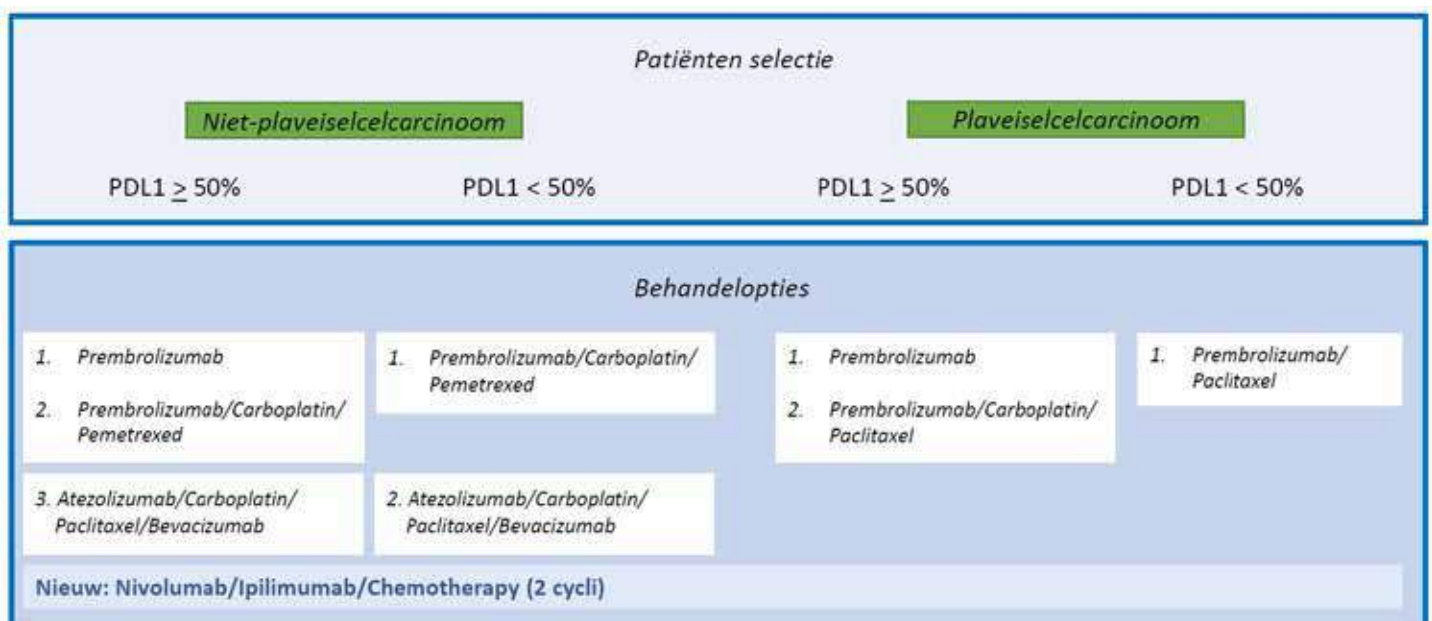 Patiënten selectie
Niet-plaveiselcelcarcinoom
Plaveiselcelcarcinoom
PDL1 ≥ 50%
PDL1 < 50%
PDL1 ≥ 50%
PDL1 < 50%
Behandelopties
1. Prembrolizumab
2. Prembrolizumab/Carboplatin/
Pemetrexed
3. Atezolizumab/Carboplatin/
Paclitaxel/Bevacizumab
1. Prembrolizumab/Carboplatin/
Pemetrexed
2. Atezolizumab/Carboplatin/
Paclitaxel/Bevacizumab
1. Prembrolizumab
2. Prembrolizumab/Carboplatin/
Paclitaxel
1. Prembrolizumab/
Paclitaxel
Nieuw: Nivolumab/Ipilimumab/Chemotherapy (2 cycli)